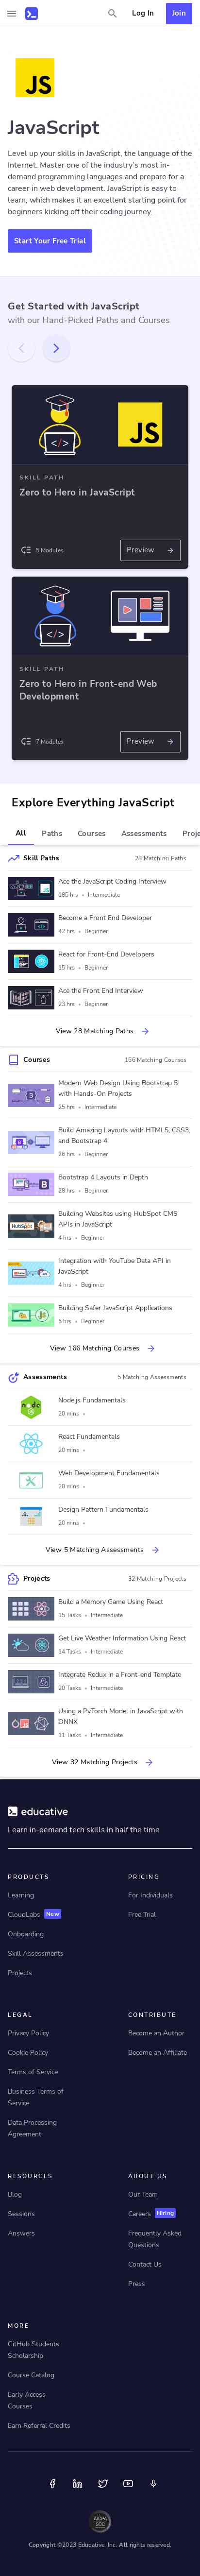 Log In
Join
JS
JavaScript
Level up your skills in JavaScript, the language of the
Internet. Master one of the industry's most in-
demand programming languages and prepare for a
career in web development. JavaScript is easy to
learn, which makes it an excellent starting point for
beginners kicking off their coding journey.
Start Your Free Trial
Get Started with JavaScript
with our Hand-Picked Paths and Courses
JS
SKILL PATH
Zero to Hero in JavaScript
5 Modules
Preview
SKILL PATH
Zero to Hero in Front-end Web
Development
7 Modules
Preview
Explore Everything JavaScript
All
Paths
Courses
Assessments
Proje
Skill Paths
28 Matching Paths
Ace the JavaScript Coding Interview
185 hrs • Intermediate
Become a Front End Developer
42 hrs • Beginner
React for Front-End Developers
15 hrs • Beginner
Ace the Front End Interview
23 hrs • Beginner
View 28 Matching Paths
Courses
166 Matching Courses
Modern Web Design Using Bootstrap 5
with Hands-On Projects
25 hrs • Intermediate
Build Amazing Layouts with HTML5, CSS3,
and Bootstrap 4
26 hrs • Beginner
Bootstrap 4 Layouts in Depth
28 hrs • Beginner
HubSpot
Building Websites using HubSpot CMS
APIs in JavaScript
4 hrs • Beginner
Integration with YouTube Data API in
JavaScript
4 hrs • Beginner
Building Safer JavaScript Applications
5 hrs • Beginner
View 166 Matching Courses
Assessments
5 Matching Assessments
node
Node.js Fundamentals
20 mins •
React Fundamentals
20 mins •
Web Development Fundamentals
20 mins •
Design Pattern Fundamentals
20 mins •
View 5 Matching Assessments
Projects
32 Matching Projects
Build a Memory Game Using React
15 Tasks • Intermediate
Get Live Weather Information Using React
14 Tasks • Intermediate
Integrate Redux in a Front-end Template
20 Tasks • Intermediate
Using a PyTorch Model in JavaScript with
ONNX
11 Tasks • Intermediate
View 32 Matching Projects
educative
Learn in-demand tech skills in half the time
PRODUCTS
Learning
CloudLabs New
Onboarding
Skill Assessments
Projects
PRICING
For Individuals
Free Trial
LEGAL
Privacy Policy
Cookie Policy
Terms of Service
Business Terms of
Service
Data Processing
Agreement
CONTRIBUTE
Become an Author
Become an Affiliate
RESOURCES
Blog
Sessions
Answers
ABOUT US
Our Team
Careers Hiring
Frequently Asked
Questions
Contact Us
Press
MORE
GitHub Students
Scholarship
Course Catalog
Early Access
Courses
Earn Referral Credits
AICPA
SOC
Copyright ©2023 Educative, Inc. All rights reserved.